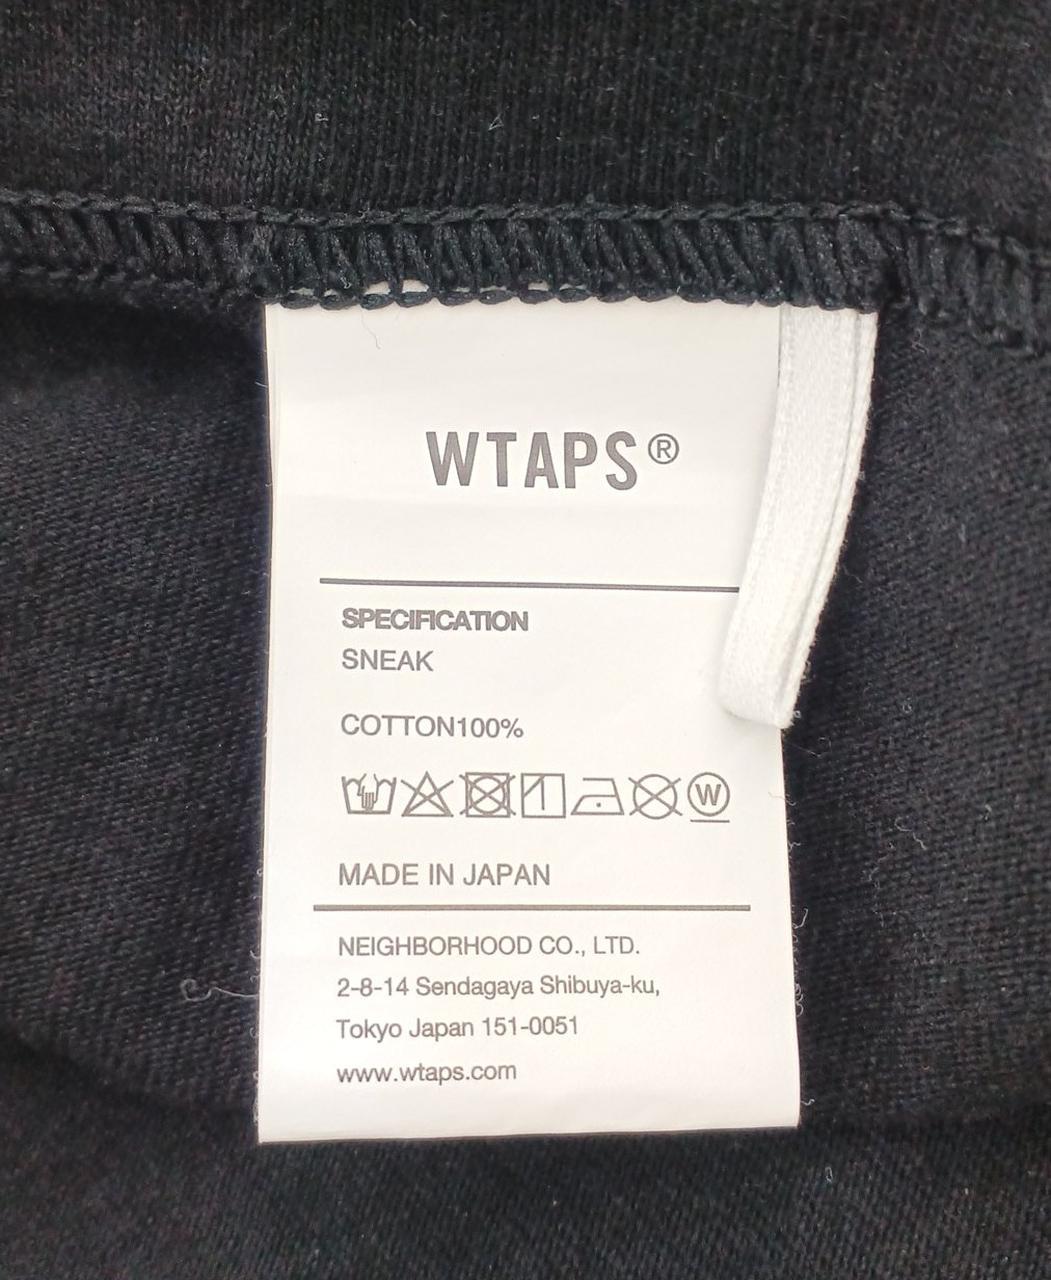 WTAPS®
SPECIFICATION
SNEAK
COTTON100%
W
MADE IN JAPAN
NEIGHBORHOOD CO., LTD.
2-8-14 Sendagaya Shibuya-ku,
Tokyo Japan 151-0051
www.wtaps.com